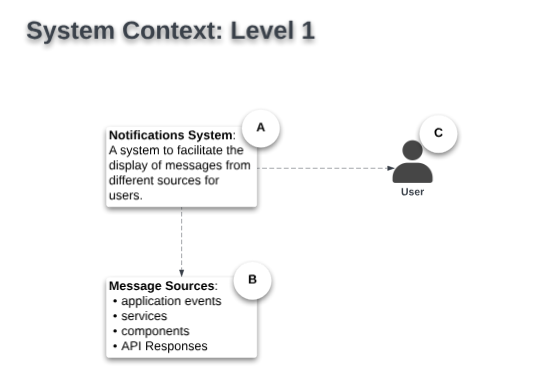 System Context: Level 1
A
Notifications System:
A system to facilitate the
display of messages from
different sources for
users.
C
User
B
Message Sources:
• application events
• services
• components
• API Responses